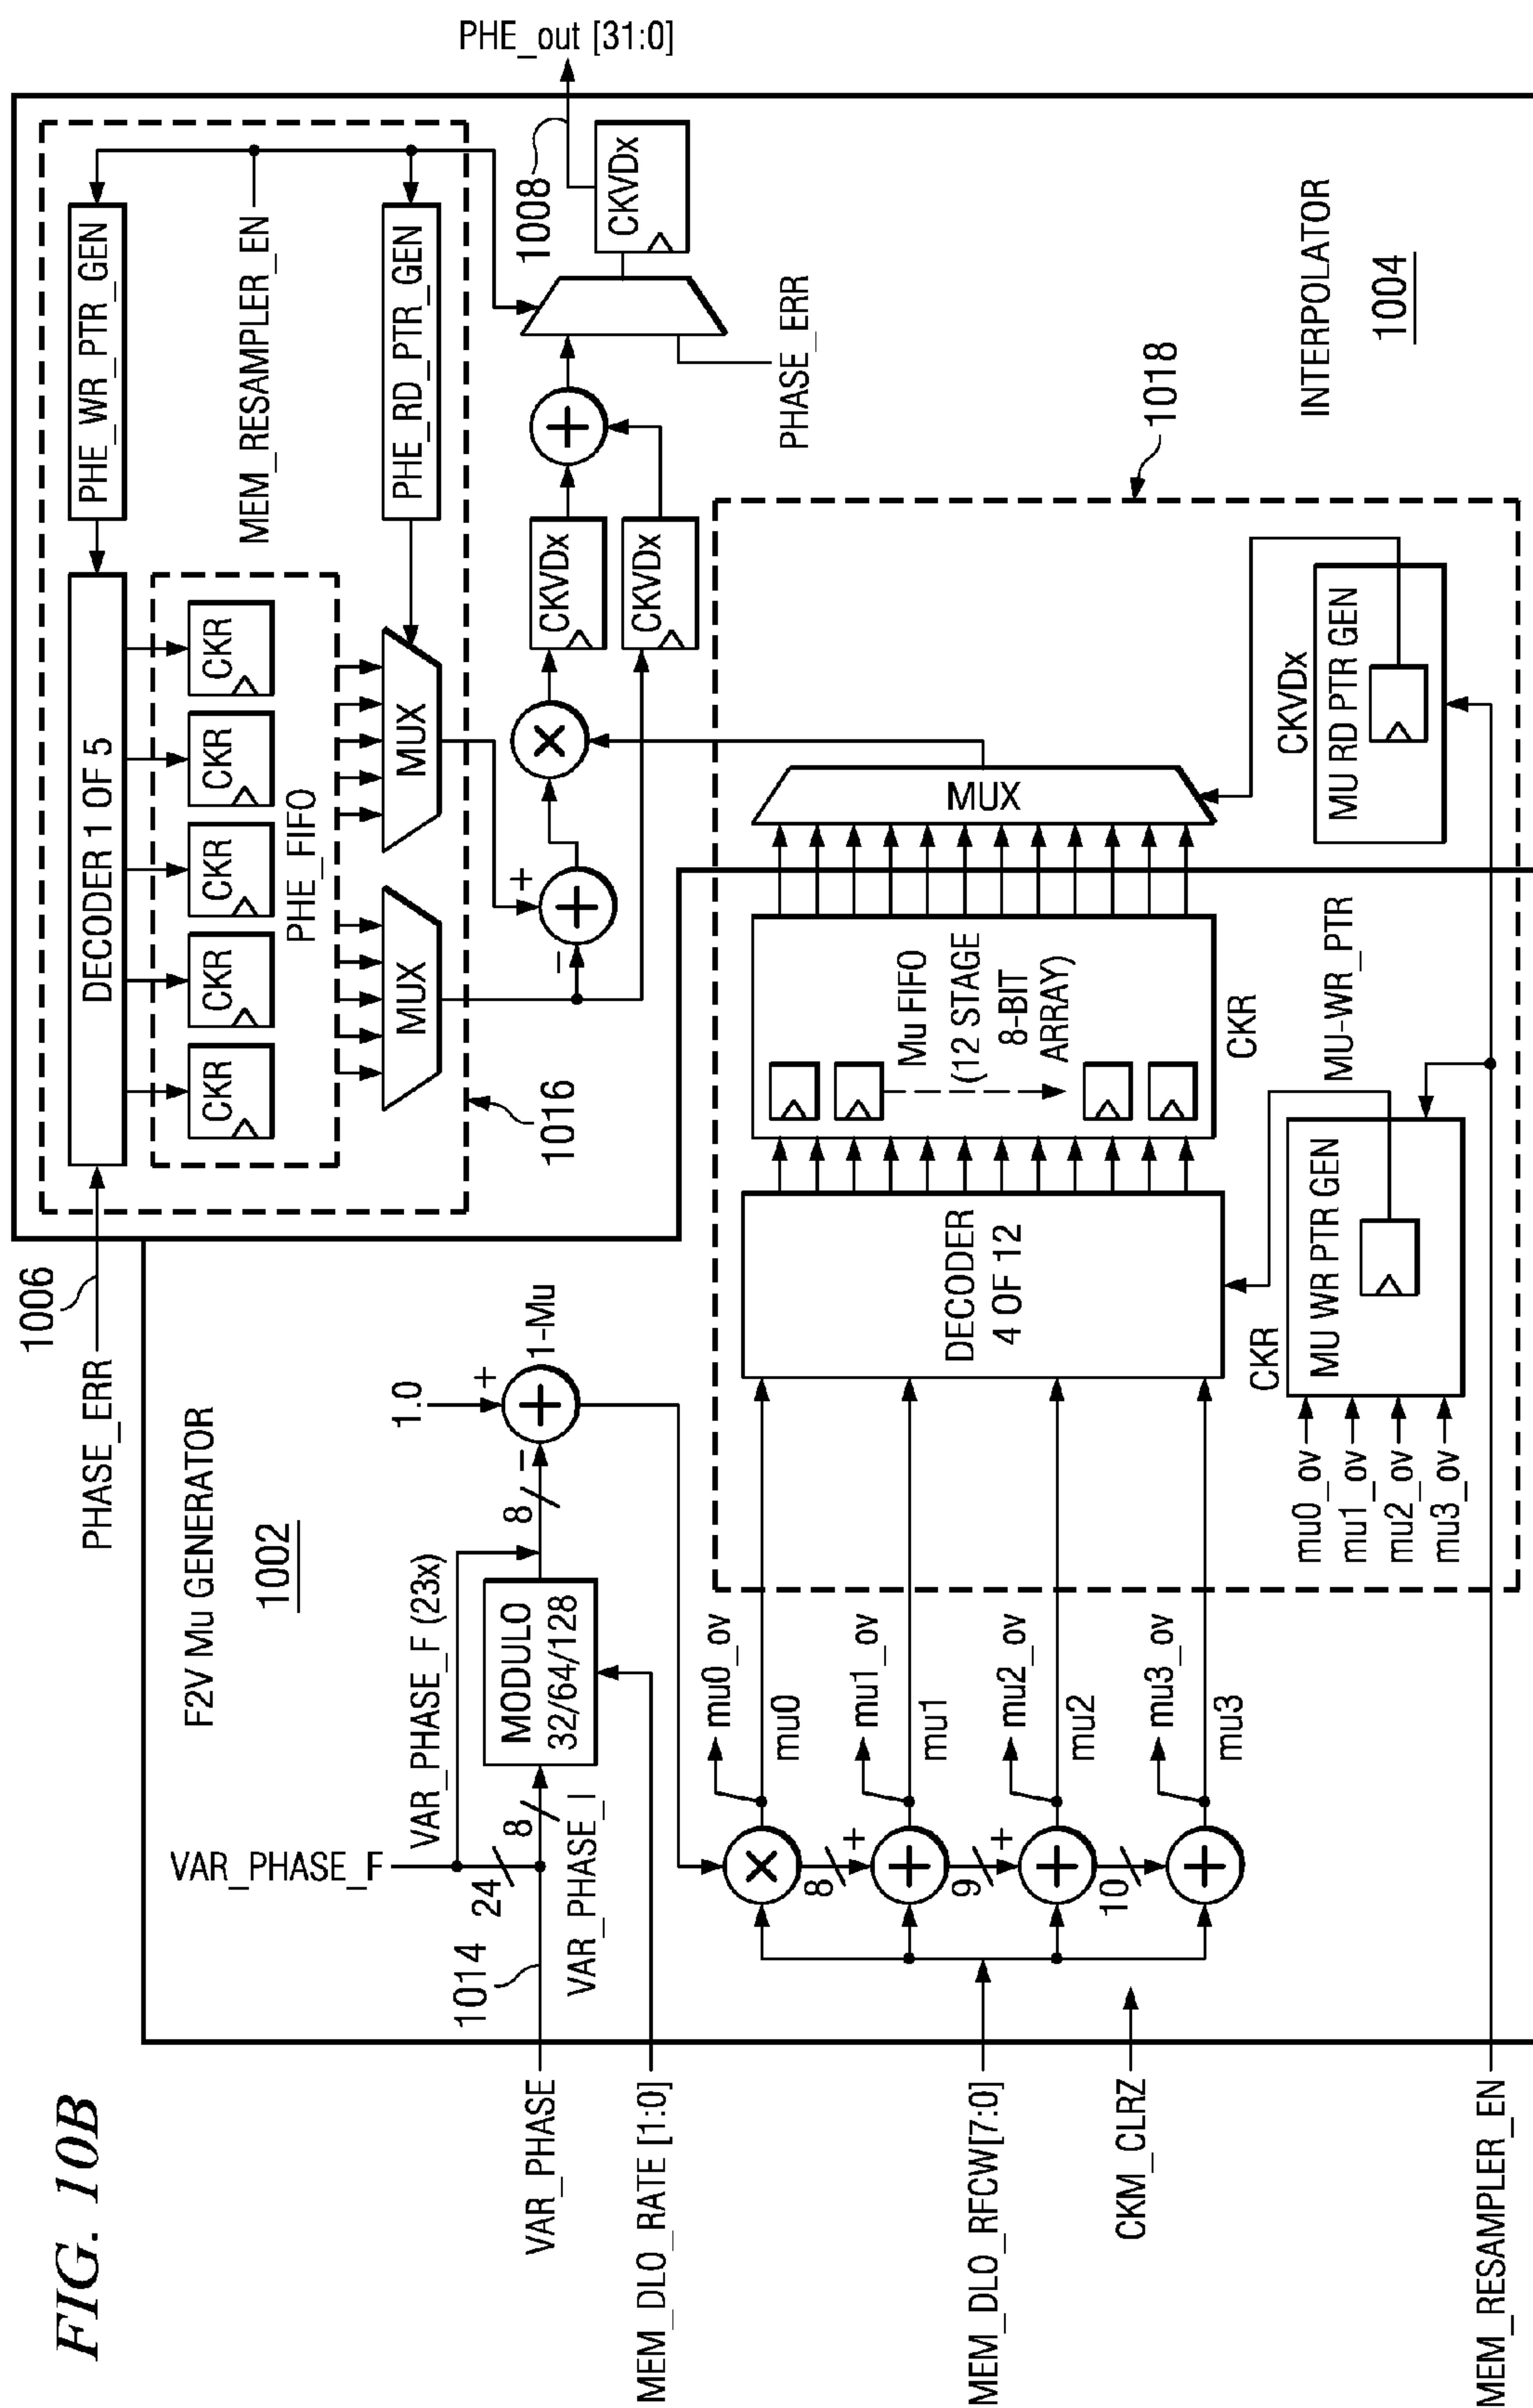 FIG. 10B
PHASE_ERR
1006
DECODER 1 OF 5
PHE_WR_PTR_GEN
CKR
CKR
CKR
CKR
CKR
PHE_FIFO
MEM_RESAMPLER_EN
MUX
MUX
PHE_RD_PTR_GEN
1016
PHE_out [31:0]
1008
CKVDx
CKVDx
CKVDx
PHASE_ERR
+
−
+
×
+
INTERPOLATOR
1004
F2V Mu GENERATOR
1002
VAR_PHASE_F
VAR_PHASE_F (23x)
24
8
1014
VAR_PHASE_I
MODULO
32/64/128
8
−
1.0
+
+
1-Mu
VAR_PHASE
MEM_DLO_RATE [1:0]
MEM_DLO_RFCW[7:0]
CKM_CLRZ
MEM_RESAMPLER_EN
×
mu0_ov
mu0
8
+
+
mu1_ov
mu1
9
+
+
mu2_ov
mu2
10
+
mu3_ov
mu3
1018
DECODER
4 OF 12
Mu FIFO
(12 STAGE
8-BIT
ARRAY)
CKR
MUX
CKR
MU WR PTR GEN
mu0_ov
mu1_ov
mu2_ov
mu3_ov
MU-WR_PTR
CKVDx
MU RD PTR GEN